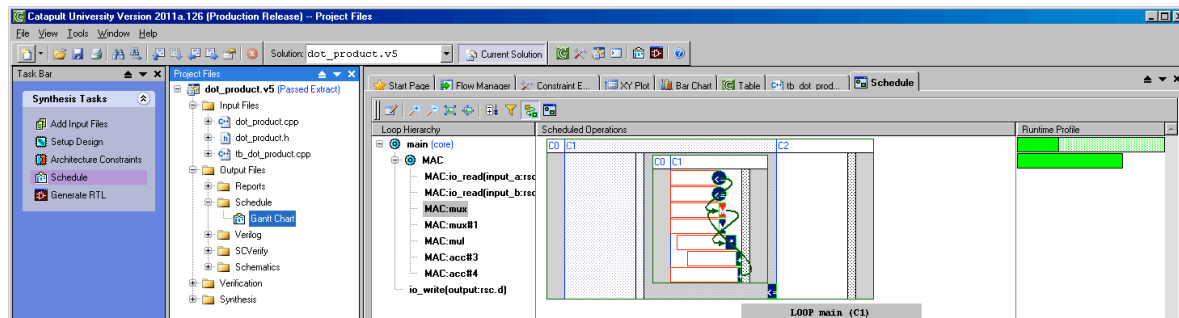 Catapult University Version 2011a.126 (Production Release) -- Project Files
File View Tools Window Help
Solution: dot_product.v5 Current Solution
Task Bar
Synthesis Tasks
Add Input Files
Setup Design
Architecture Constraints
Schedule
Generate RTL
Project Files
dot_product.v5 (Passed Extract)
Input Files
dot_product.cpp
dot_product.h
tb_dot_product.cpp
Output Files
Reports
Schedule
Gantt Chart
Verilog
SCVerify
Schematics
Verification
Synthesis
Start Page Flow Manager Constraint E... XY Plot Bar Chart Table tb dot prod... Schedule
Loop Hierarchy Scheduled Operations Runtime Profile
main (core)
MAC
MAC:io_read(input_a:rsc
MAC:io_read(input_b:rsc
MAC:mux
MAC:mux#1
MAC:mul
MAC:acc#3
MAC:acc#4
io_write(output:rsc.d)
C0 C1 C2
C0 C1
LOOP main (C1)